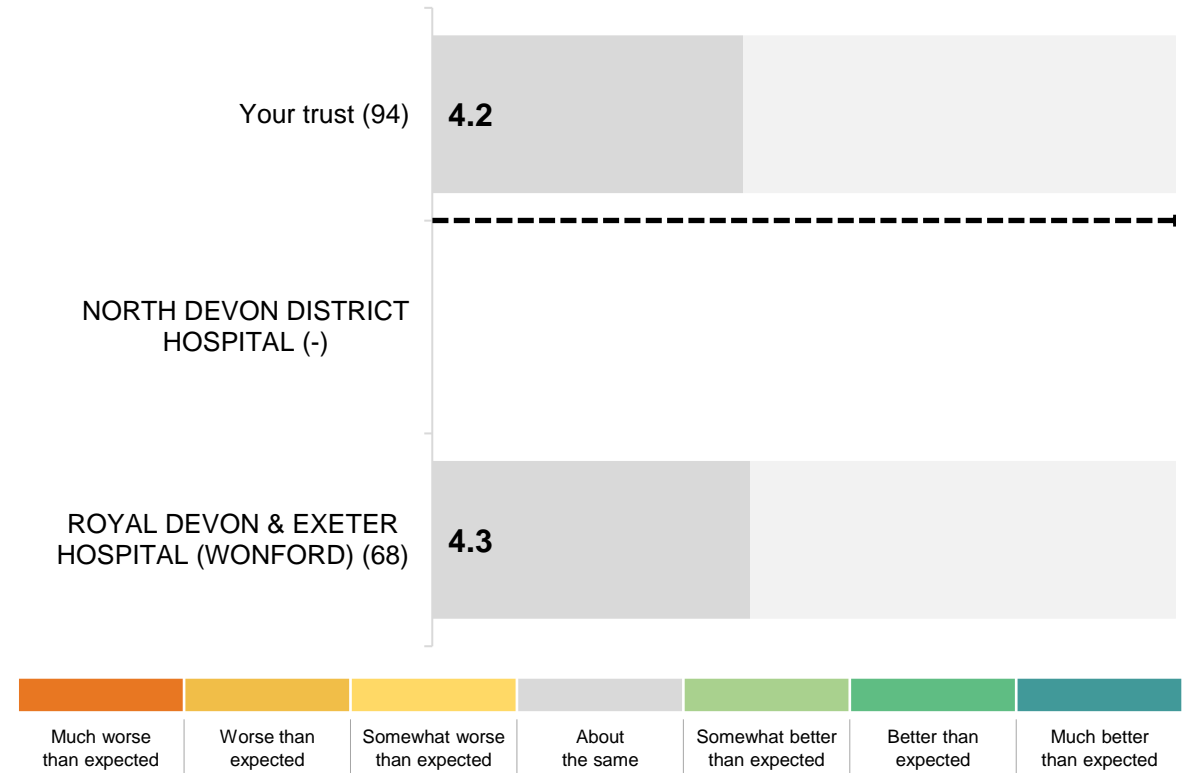 Your trust (94)
4.2
NORTH DEVON DISTRICT
HOSPITAL (-)
ROYAL DEVON & EXETER
HOSPITAL (WONFORD) (68)
4.3
Much worse
than expected
Worse than
expected
Somewhat worse
than expected
About
the same
Somewhat better
than expected
Better than
expected
Much better
than expected